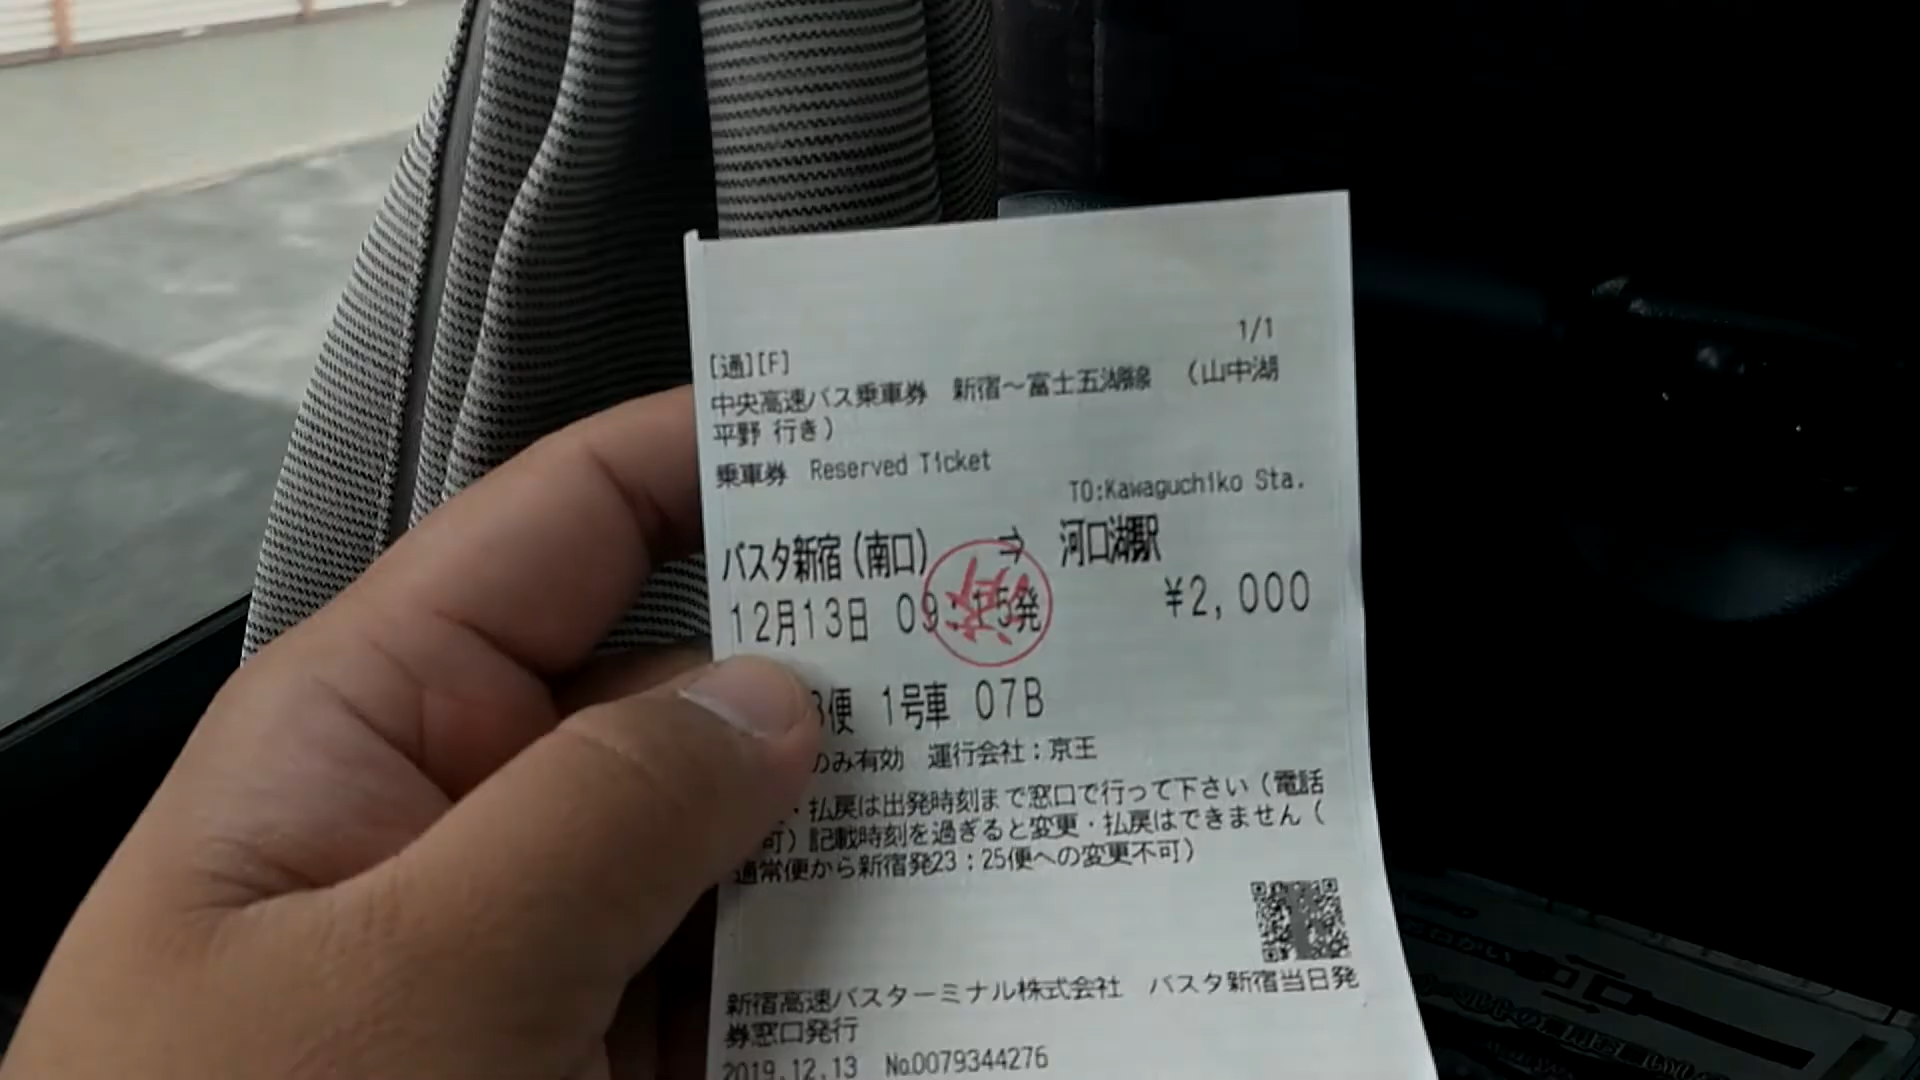 1/1
[通][F]
中央高速バス乗車券 新宿～富士五湖線 (山中湖
平野 行き)
乗車券 Reserved Ticket
TO:Kawaguchiko Sta.
バスタ新宿(南口) → 河口湖駅
12月13日 09:15発 ¥2,000
便 1号車 07B
のみ有効 運行会社:京王
・払戻は出発時刻まで窓口で行って下さい(電話
可)記載時刻を過ぎると変更・払戻はできません(
通常便から新宿発23:25便への変更不可)
新宿高速バスターミナル株式会社 バスタ新宿当日発
券窓口発行
2019.12.13 No.0079344276